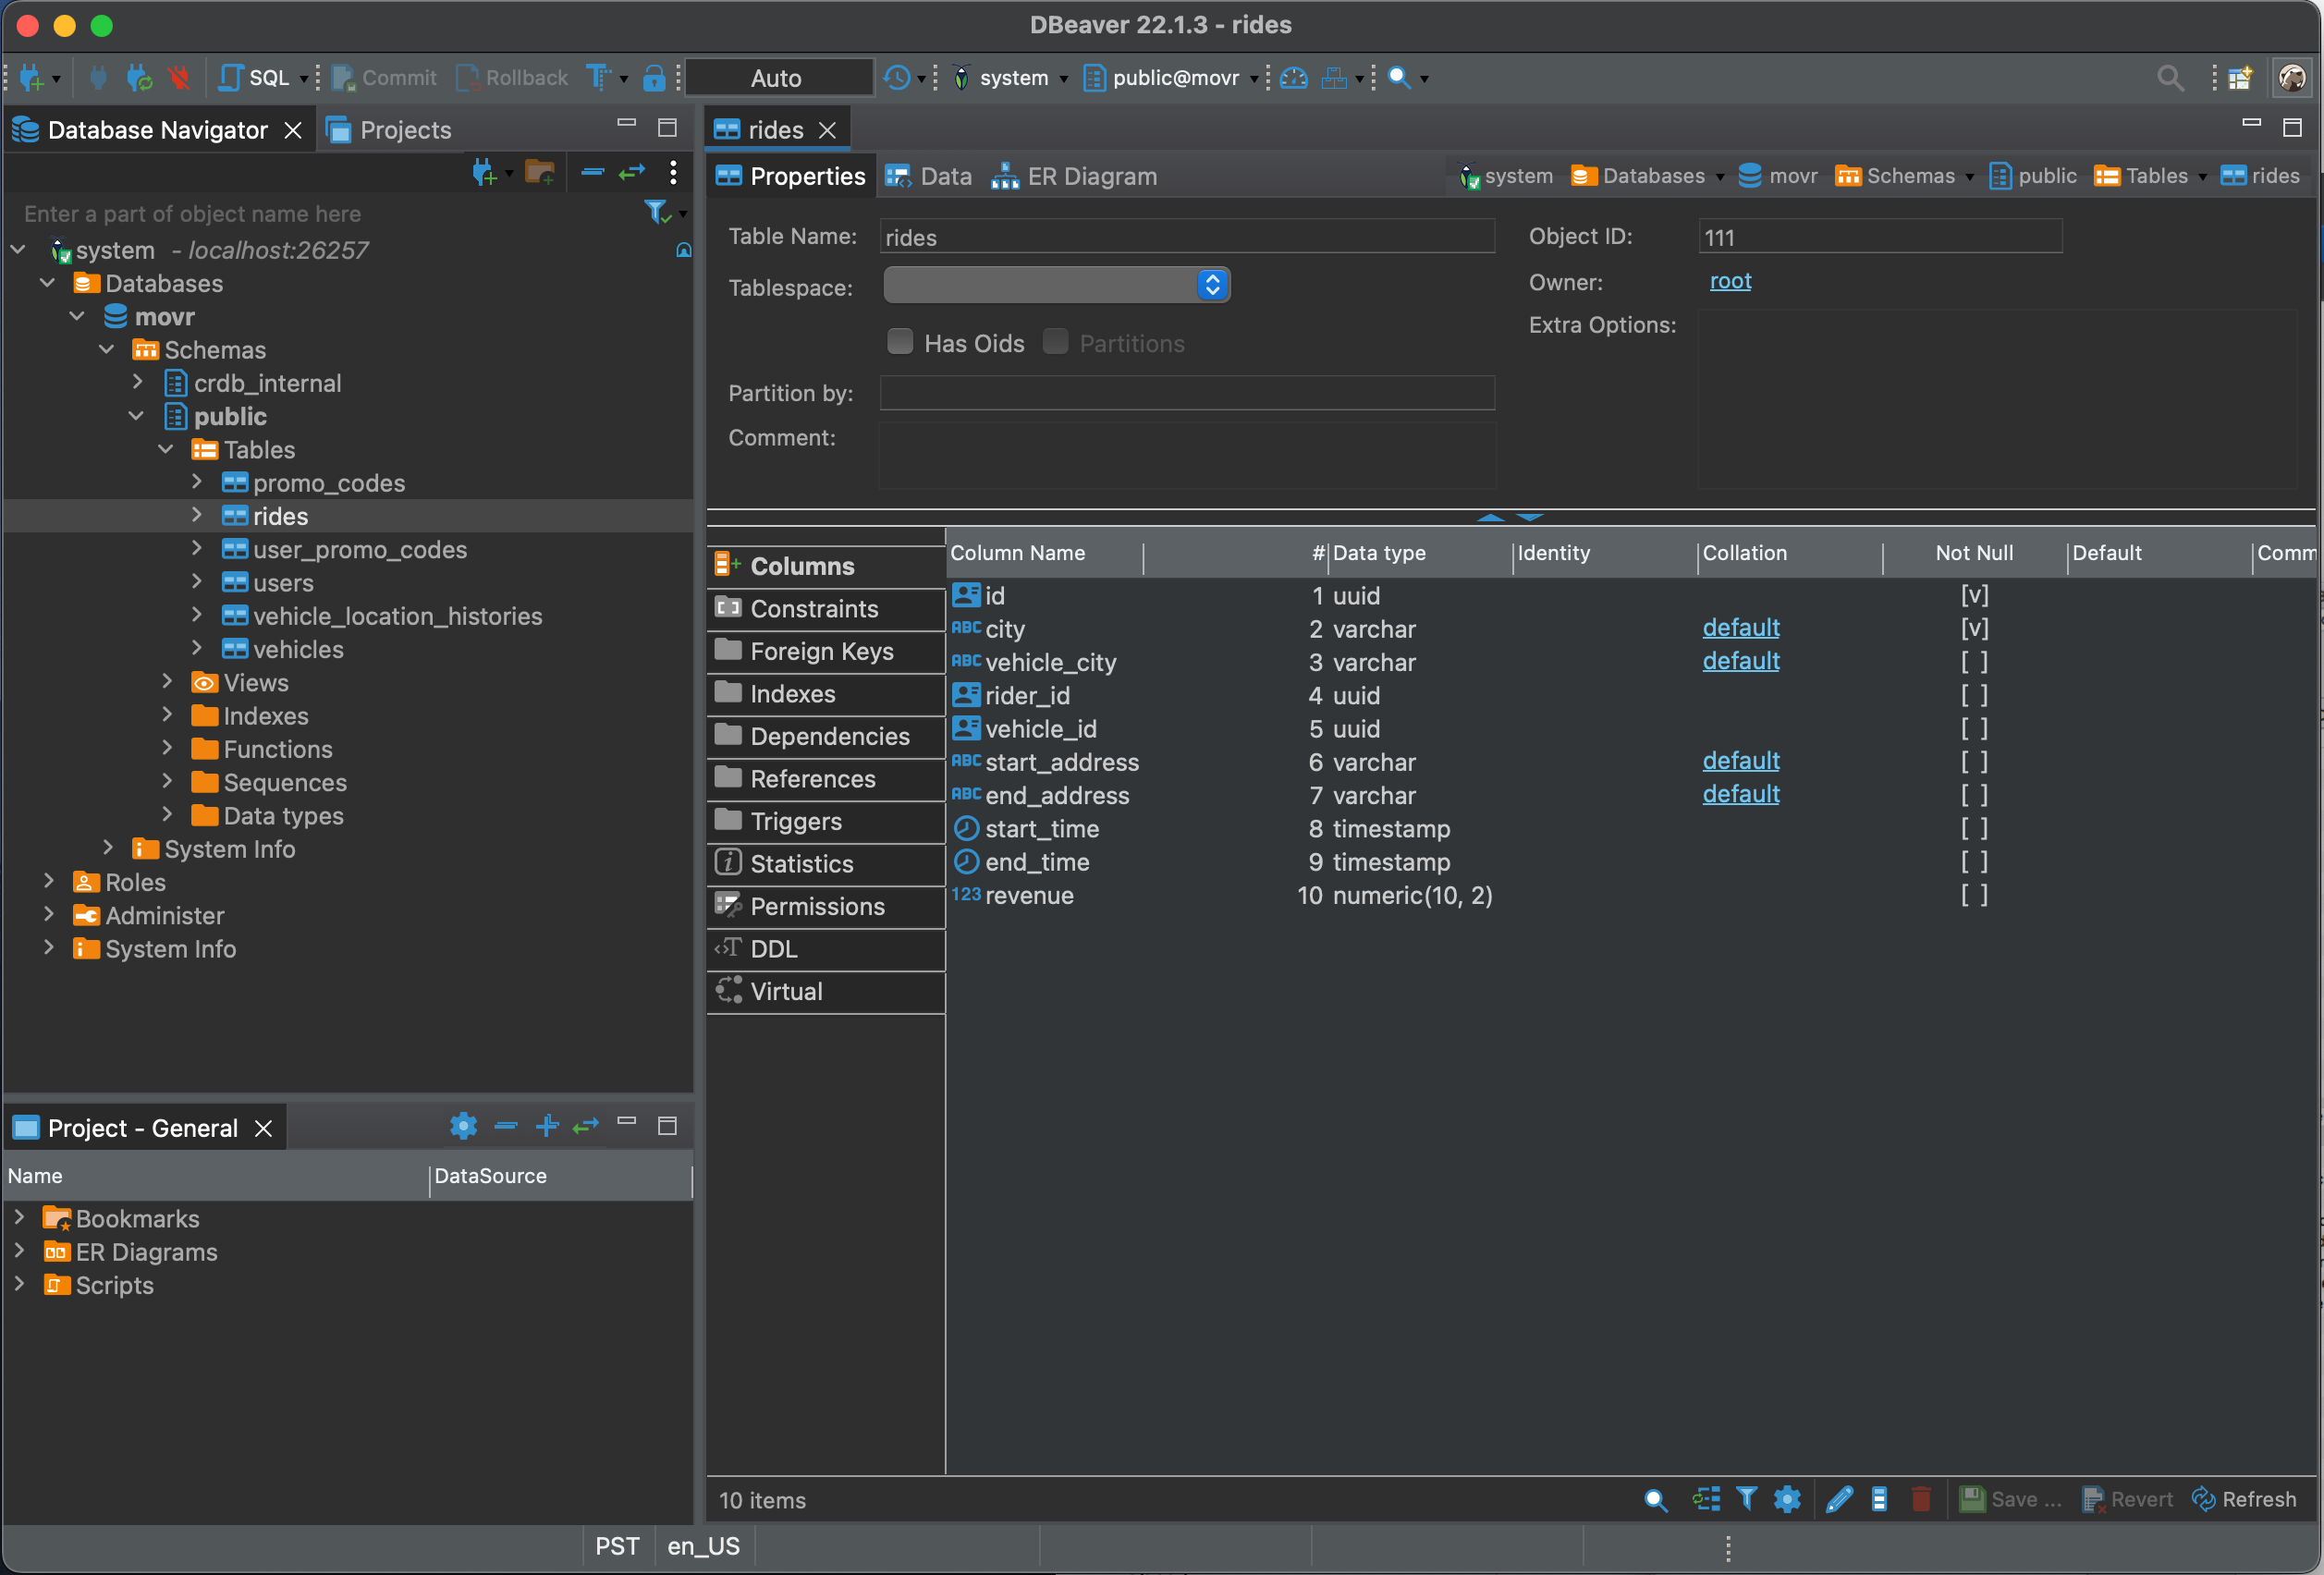 DBeaver 22.1.3 - rides
SQL Commit Rollback Auto system public@movr
Database Navigator Projects
Enter a part of object name here
system - localhost:26257
Databases
movr
Schemas
crdb_internal
public
Tables
promo_codes
rides
user_promo_codes
users
vehicle_location_histories
vehicles
Views
Indexes
Functions
Sequences
Data types
System Info
Roles
Administer
System Info
Project - General
Name DataSource
Bookmarks
ER Diagrams
Scripts
rides
Properties Data ER Diagram system Databases movr Schemas public Tables rides
Table Name: rides Object ID: 111
Tablespace: Owner: root
Extra Options:
Has Oids Partitions
Partition by:
Comment:
Columns
Constraints
Foreign Keys
Indexes
Dependencies
References
Triggers
Statistics
Permissions
DDL
Virtual
Column Name # Data type Identity Collation Not Null Default Comm
id 1 uuid [v]
ABC city 2 varchar default [v]
ABC vehicle_city 3 varchar default [ ]
rider_id 4 uuid [ ]
vehicle_id 5 uuid [ ]
ABC start_address 6 varchar default [ ]
ABC end_address 7 varchar default [ ]
start_time 8 timestamp [ ]
end_time 9 timestamp [ ]
123 revenue 10 numeric(10, 2) [ ]
10 items Save ... Revert Refresh
PST en_US